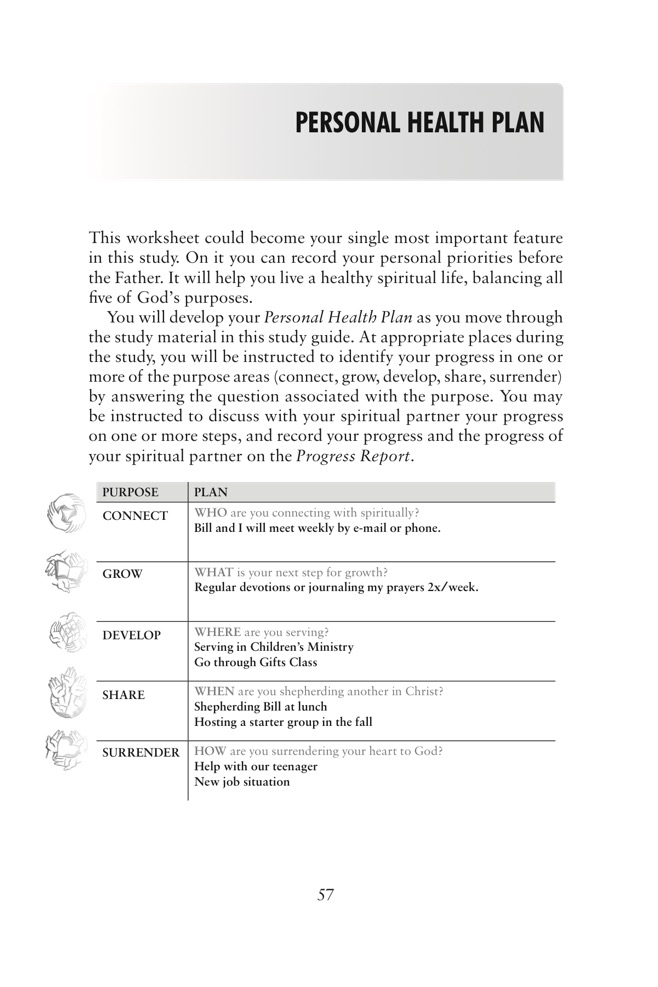 PERSONAL HEALTH PLAN
This worksheet could become your single most important feature
in this study. On it you can record your personal priorities before
the Father. It will help you live a healthy spiritual life, balancing all
five of God’s purposes.
You will develop your Personal Health Plan as you move through
the study material in this study guide. At appropriate places during
the study, you will be instructed to identify your progress in one or
more of the purpose areas (connect, grow, develop, share, surrender)
by answering the question associated with the purpose. You may
be instructed to discuss with your spiritual partner your progress
on one or more steps, and record your progress and the progress of
your spiritual partner on the Progress Report.
PURPOSE PLAN
CONNECT WHO are you connecting with spiritually?
Bill and I will meet weekly by e-mail or phone.
GROW WHAT is your next step for growth?
Regular devotions or journaling my prayers 2x/week.
DEVELOP WHERE are you serving?
Serving in Children’s Ministry
Go through Gifts Class
SHARE WHEN are you shepherding another in Christ?
Shepherding Bill at lunch
Hosting a starter group in the fall
SURRENDER HOW are you surrendering your heart to God?
Help with our teenager
New job situation
57